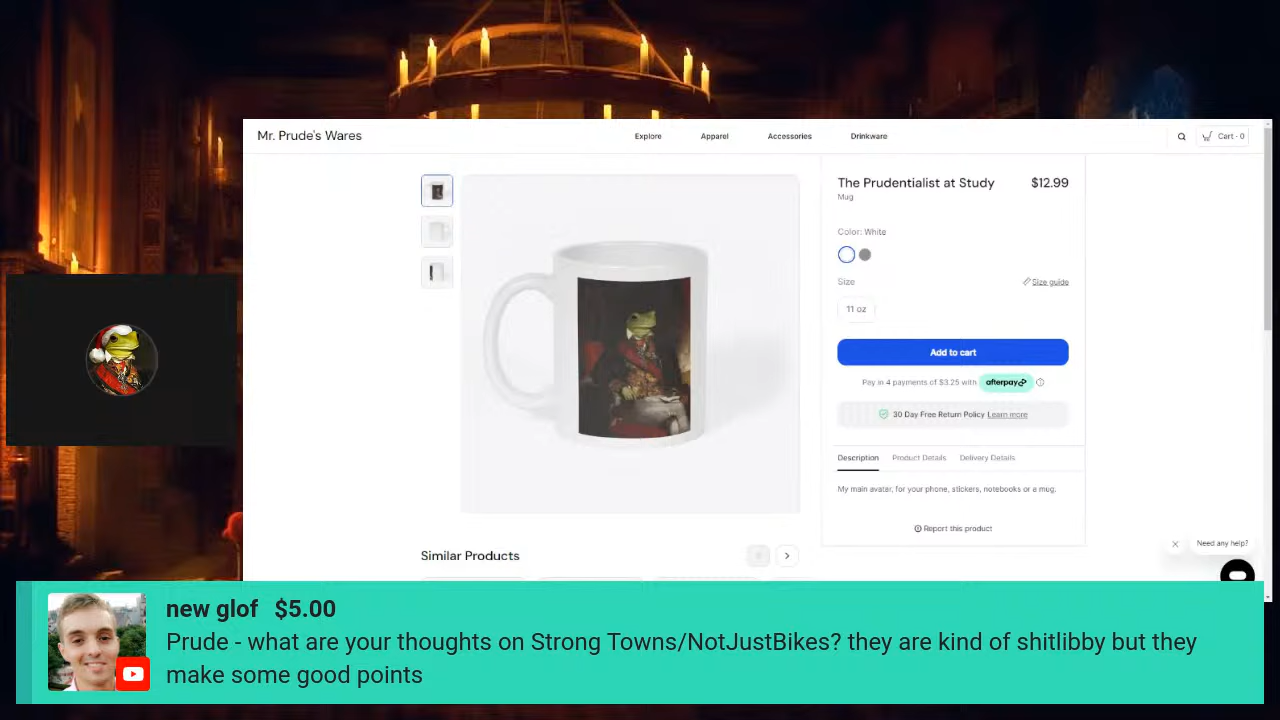 Mr. Prude's Wares
Explore
Apparel
Accessories
Drinkware
Cart · 0
The Prudentialist at Study
$12.99
Mug
Color: White
Size
Size guide
11 oz
Add to cart
Pay in 4 payments of $3.25 with afterpay
30 Day Free Return Policy Learn more
Description
Product Details
Delivery Details
My main avatar, for your phone, stickers, notebooks or a mug.
Report this product
Similar Products
Need any help?
new glof $5.00
Prude - what are your thoughts on Strong Towns/NotJustBikes? they are kind of shitlibby but they
make some good points